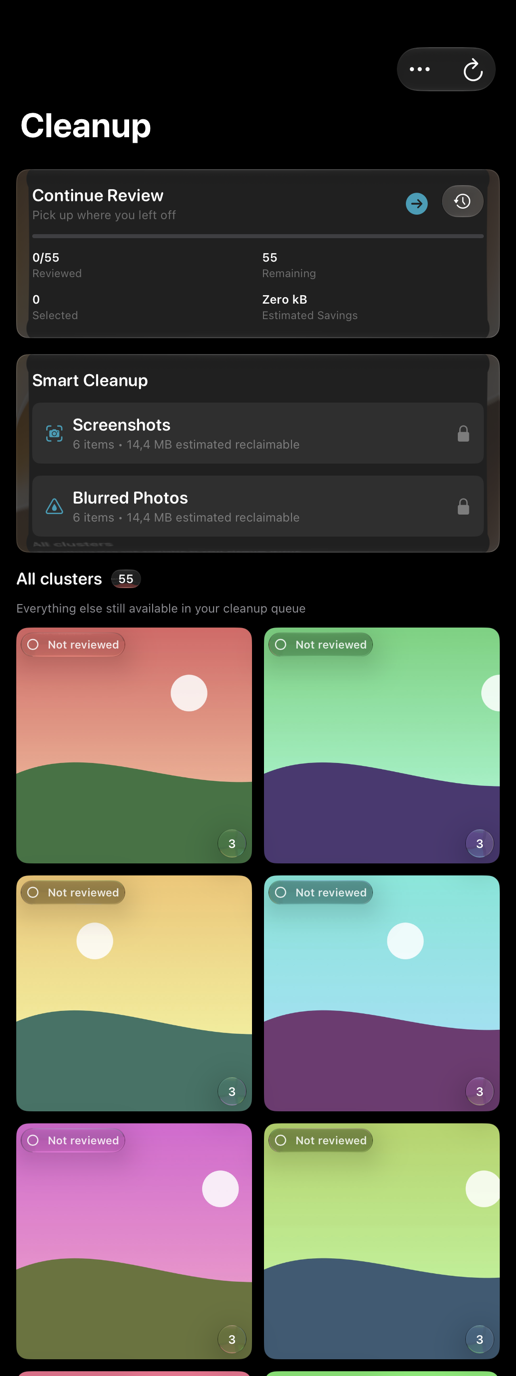 Cleanup
Continue Review
Pick up where you left off
0/55
Reviewed
55
Remaining
0
Selected
Zero kB
Estimated Savings
Smart Cleanup
Screenshots
6 items • 14,4 MB estimated reclaimable
Blurred Photos
6 items • 14,4 MB estimated reclaimable
All clusters 55
Everything else still available in your cleanup queue
Not reviewed
3
Not reviewed
3
Not reviewed
3
Not reviewed
3
Not reviewed
3
Not reviewed
3